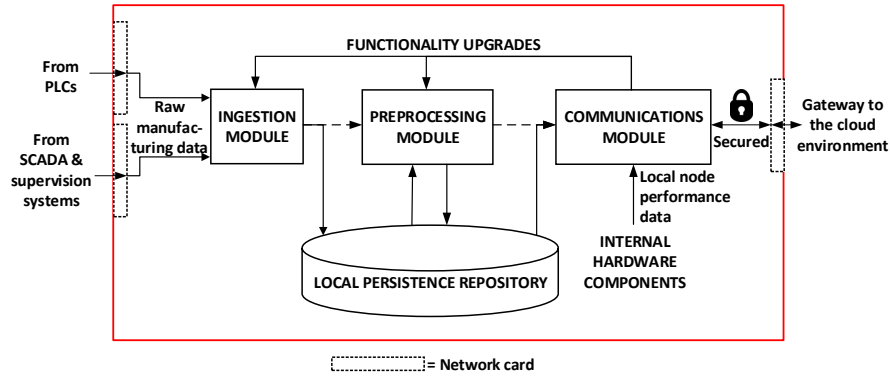 FUNCTIONALITY UPGRADES
From
PLCs
Raw
manufac-
turing data
From
SCADA &
supervision
systems
INGESTION
MODULE
PREPROCESSING
MODULE
COMMUNICATIONS
MODULE
Secured
Gateway to
the cloud
environment
Local node
performance
data
INTERNAL
HARDWARE
COMPONENTS
LOCAL PERSISTENCE REPOSITORY
= Network card